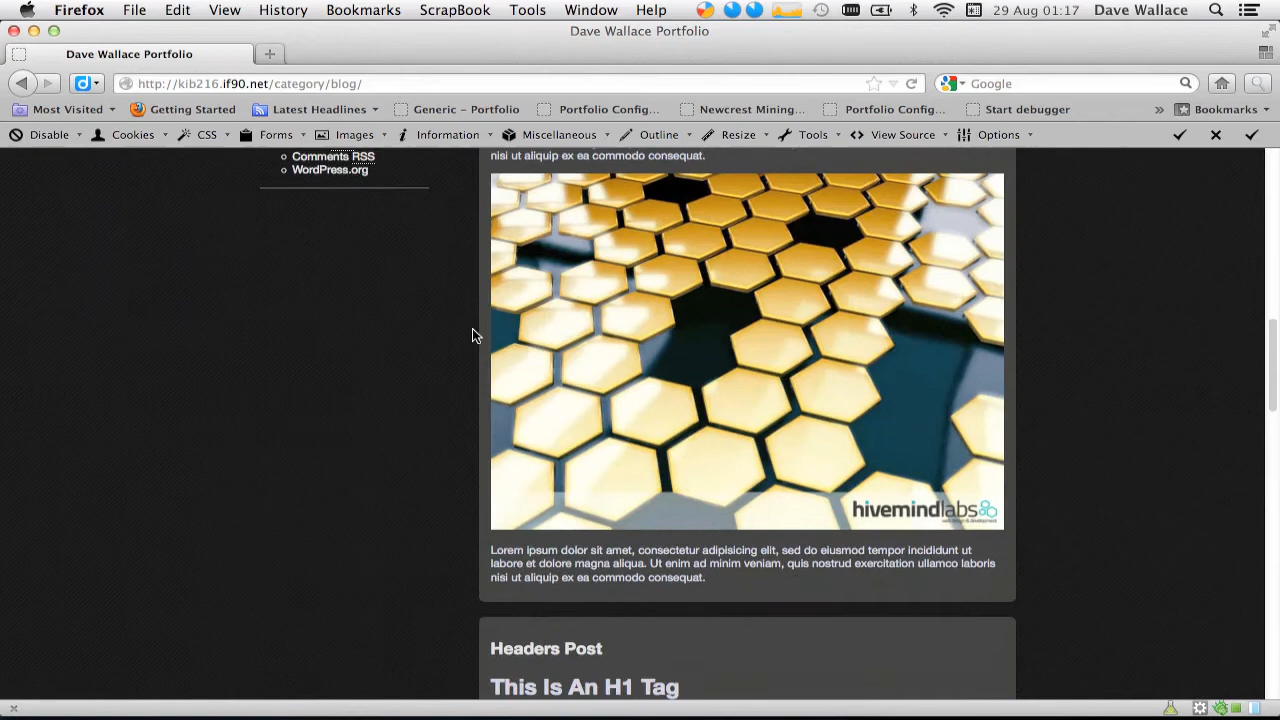 Firefox File Edit View History Bookmarks ScrapBook Tools Window Help 29 Aug 01:17 Dave Wallace
Dave Wallace Portfolio
Dave Wallace Portfolio
http://kib216.if90.net/category/blog/ Google
Most Visited Getting Started Latest Headlines Generic - Portfolio Portfolio Config... Newcrest Mining... Portfolio Config... Start debugger » Bookmarks
Disable Cookies CSS Forms Images Information Miscellaneous Outline Resize Tools View Source Options
Comments RSS
WordPress.org
nisi ut aliquip ex ea commodo consequat.
hivemindlabs
Lorem ipsum dolor sit amet, consectetur adipisicing elit, sed do eiusmod tempor incididunt ut
labore et dolore magna aliqua. Ut enim ad minim veniam, quis nostrud exercitation ullamco laboris
nisi ut aliquip ex ea commodo consequat.
Headers Post
This Is An H1 Tag